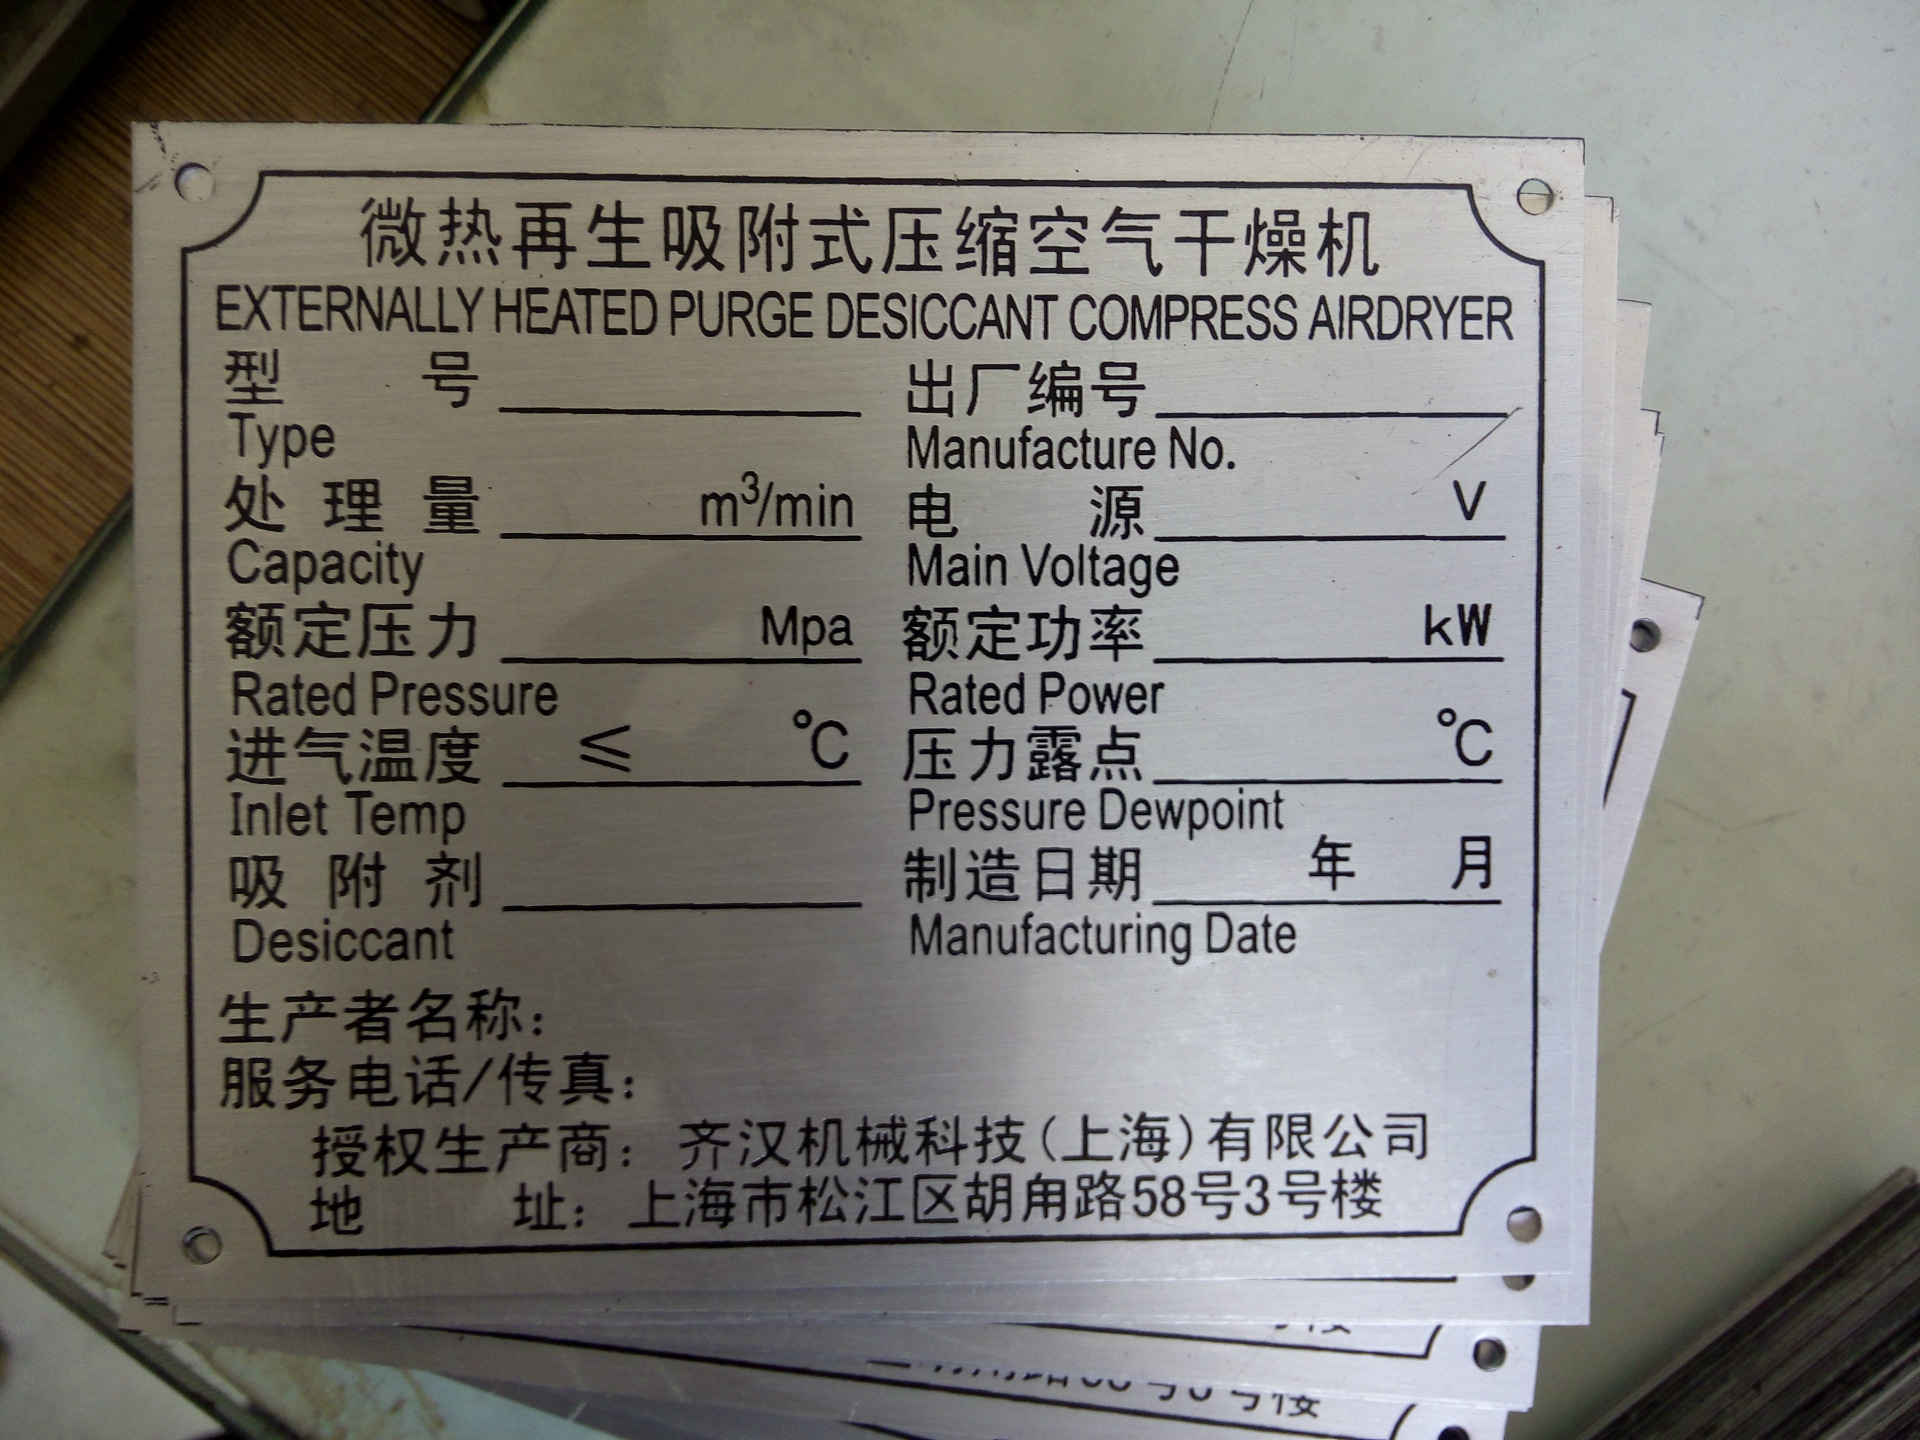 微热再生吸附式压缩空气干燥机
EXTERNALLY HEATED PURGE DESICCANT COMPRESS AIRDRYER
型 号 出厂编号
Type Manufacture No.
处 理 量 m³/min 电 源 V
Capacity Main Voltage
额定压力 Mpa 额定功率 kW
Rated Pressure Rated Power
进气温度 ≤ ℃ 压力露点 ℃
Inlet Temp Pressure Dewpoint
吸 附 剂 制造日期 年 月
Desiccant Manufacturing Date
生产者名称:
服务电话/传真:
授权生产商: 齐汉机械科技(上海)有限公司
地 址: 上海市松江区胡甪路58号3号楼
号楼